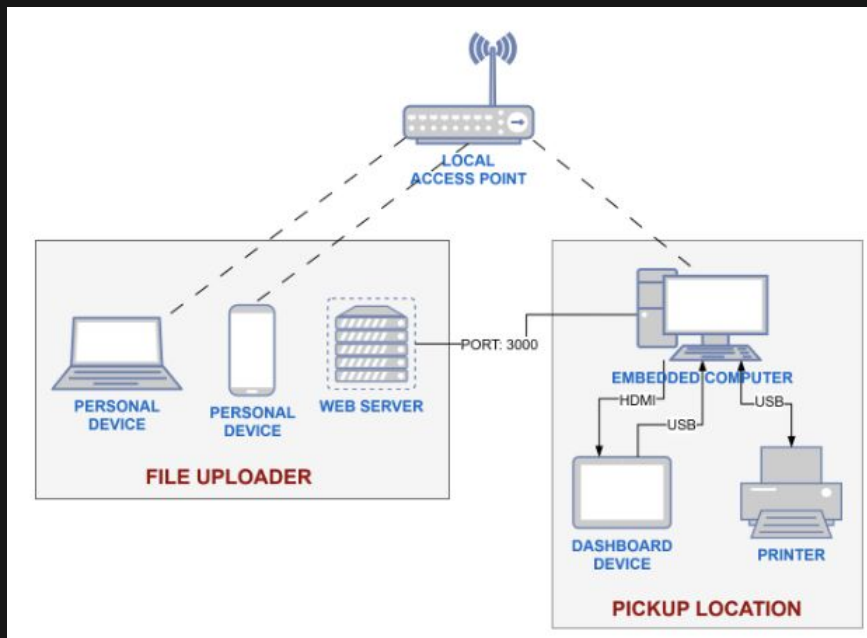 LOCAL
ACCESS POINT
PORT: 3000
PERSONAL
DEVICE
PERSONAL
DEVICE
WEB SERVER
FILE UPLOADER
EMBEDDED COMPUTER
HDMI
USB
USB
DASHBOARD
DEVICE
PRINTER
PICKUP LOCATION